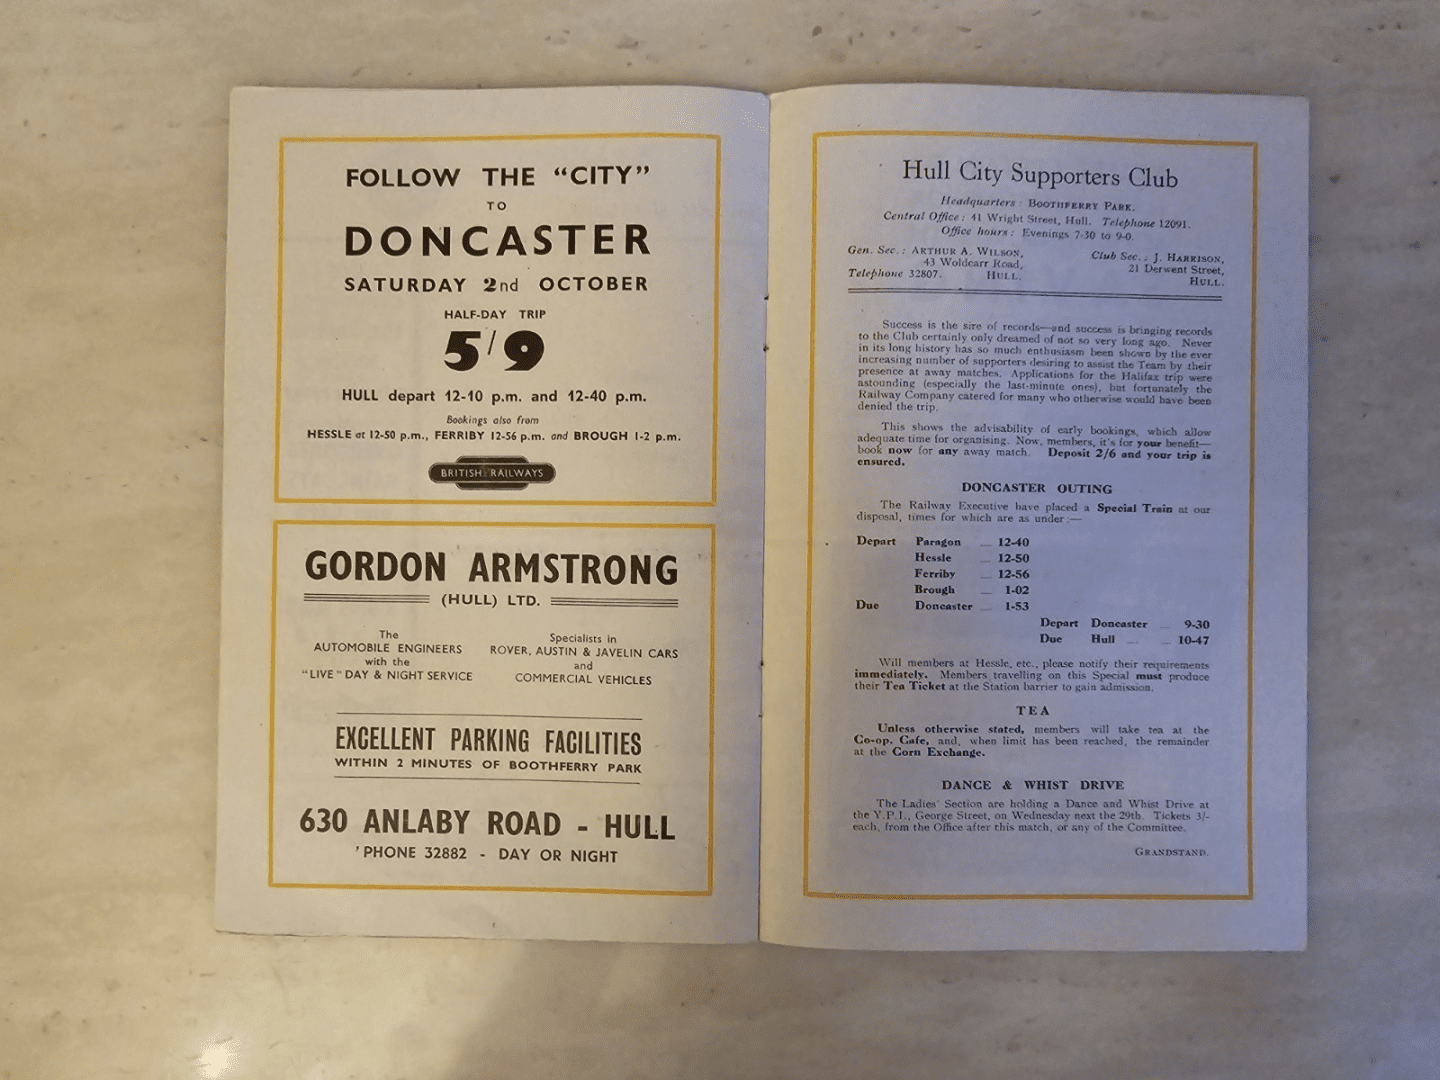 FOLLOW THE "CITY"
TO
DONCASTER
SATURDAY 2nd OCTOBER
HALF-DAY TRIP
5/9
HULL depart 12-10 p.m. and 12-40 p.m.
Bookings also from
HESSLE at 12-50 p.m., FERRIBY 12-56 p.m. and BROUGH 1-2 p.m.
BRITISH RAILWAYS
GORDON ARMSTRONG
(HULL) LTD.
The
AUTOMOBILE ENGINEERS
with the
"LIVE" DAY & NIGHT SERVICE
Specialists in
ROVER, AUSTIN & JAVELIN CARS
and
COMMERCIAL VEHICLES
EXCELLENT PARKING FACILITIES
WITHIN 2 MINUTES OF BOOTHFERRY PARK
630 ANLABY ROAD - HULL
'PHONE 32882 - DAY OR NIGHT
Hull City Supporters Club
Headquarters: BOOTHFERRY PARK.
Central Office: 41 Wright Street, Hull. Telephone 12091.
Office hours: Evenings 7-30 to 9-0.
Gen. Sec.: ARTHUR A. WILSON,
43 Woldcarr Road,
Telephone 32807. HULL.
Club Sec.: J. HARRISON,
21 Derwent Street,
HULL.
Success is the sire of records—and success is bringing records
to the Club certainly only dreamed of not so very long ago. Never
in its long history has so much enthusiasm been shown by the ever
increasing number of supporters desiring to assist the Team by their
presence at away matches. Applications for the Halifax trip were
astounding (especially the last-minute ones), but fortunately the
Railway Company catered for many who otherwise would have been
denied the trip.
This shows the advisability of early bookings, which allow
adequate time for organising. Now, members, it's for your benefit—
book now for any away match. Deposit 2/6 and your trip is
ensured.
DONCASTER OUTING
The Railway Executive have placed a Special Train at our
disposal, times for which are as under:—
Depart Paragon ... 12-40
Hessle ... 12-50
Ferriby ... 12-56
Brough ... 1-02
Due Doncaster ... 1-53
Depart Doncaster ... 9-30
Due Hull ... ... 10-47
Will members at Hessle, etc., please notify their requirements
immediately. Members travelling on this Special must produce
their Tea Ticket at the Station barrier to gain admission.
TEA
Unless otherwise stated, members will take tea at the
Co-op. Cafe, and, when limit has been reached, the remainder
at the Corn Exchange.
DANCE & WHIST DRIVE
The Ladies' Section are holding a Dance and Whist Drive at
the Y.P.I., George Street, on Wednesday next the 29th. Tickets 3/-
each, from the Office after this match, or any of the Committee.
GRANDSTAND.